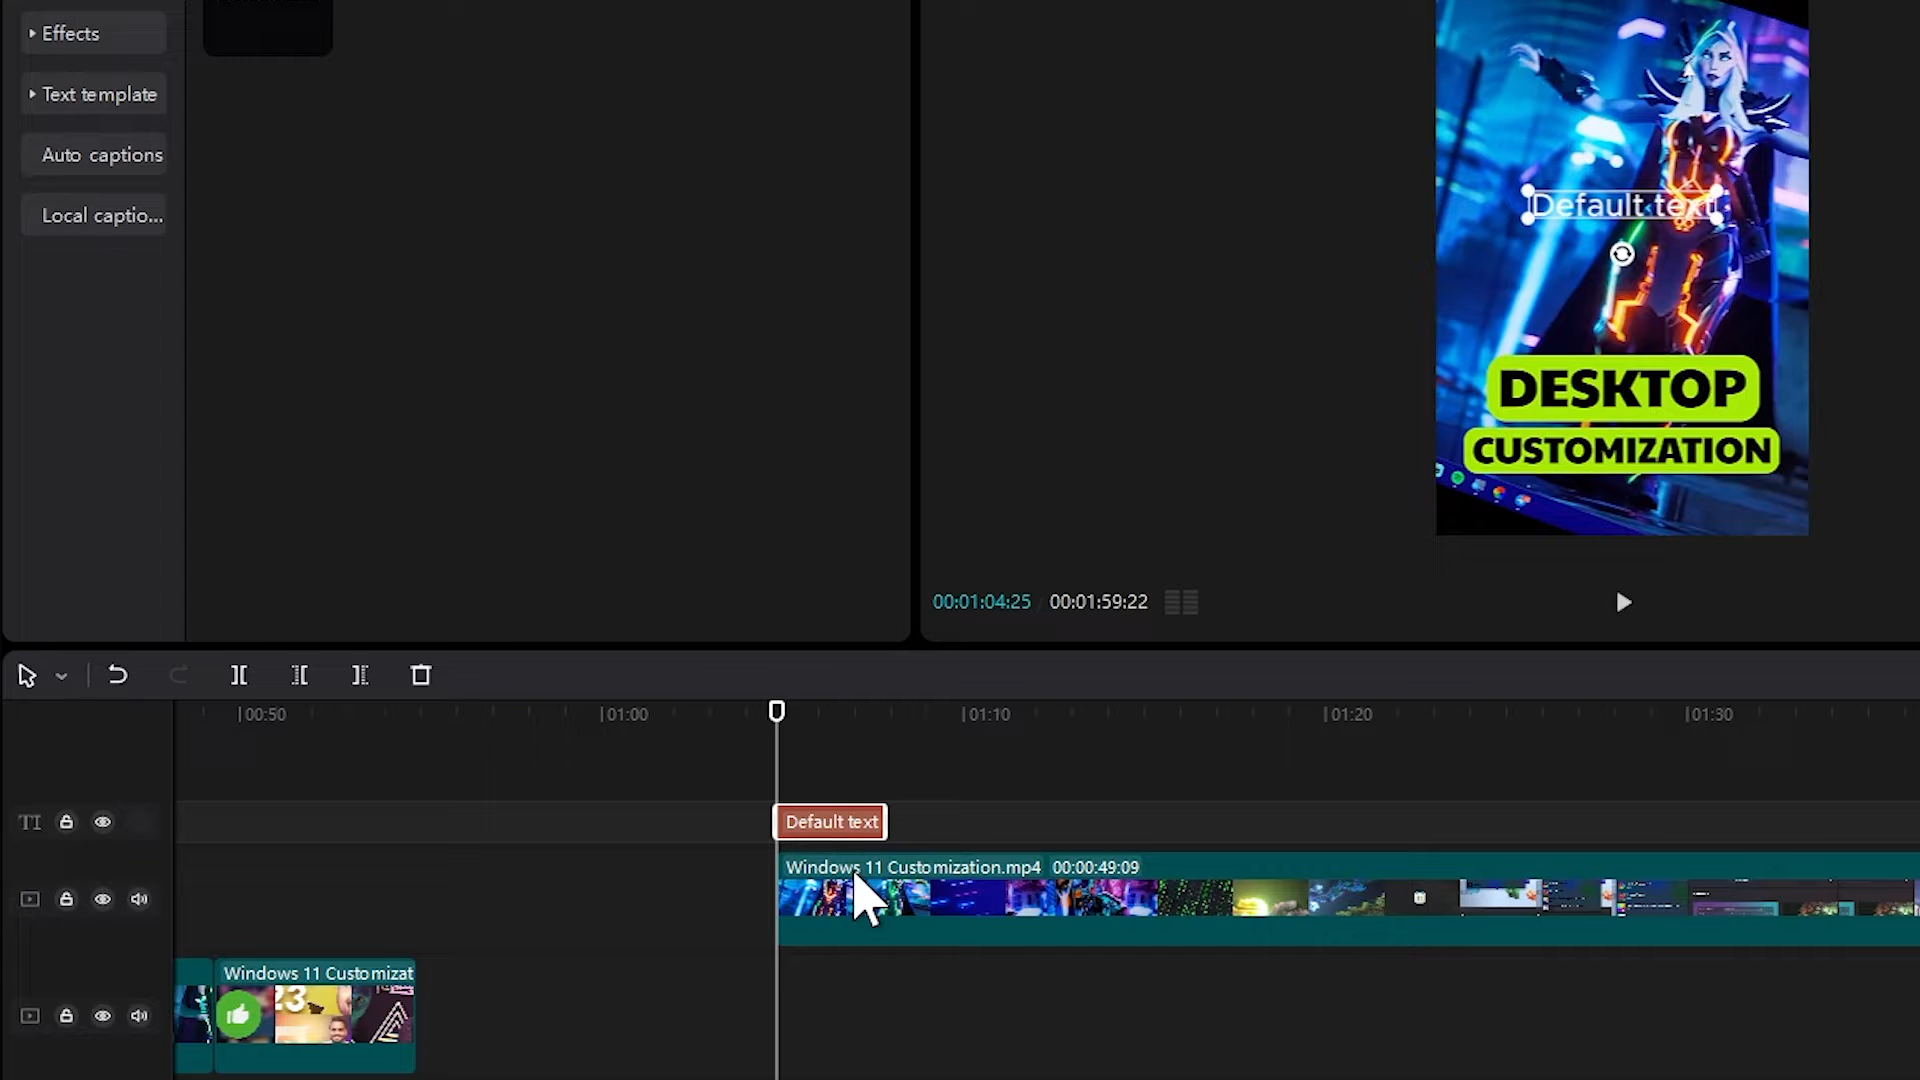 Effects
Text template
Auto captions
Local captio...
Default text
DESKTOP
CUSTOMIZATION
00:01:04:25 00:01:59:22
00:50 01:00 01:10 01:20 01:30
TI
Default text
Windows 11 Customization.mp4 00:00:49:09
Windows 11 Customizat
23